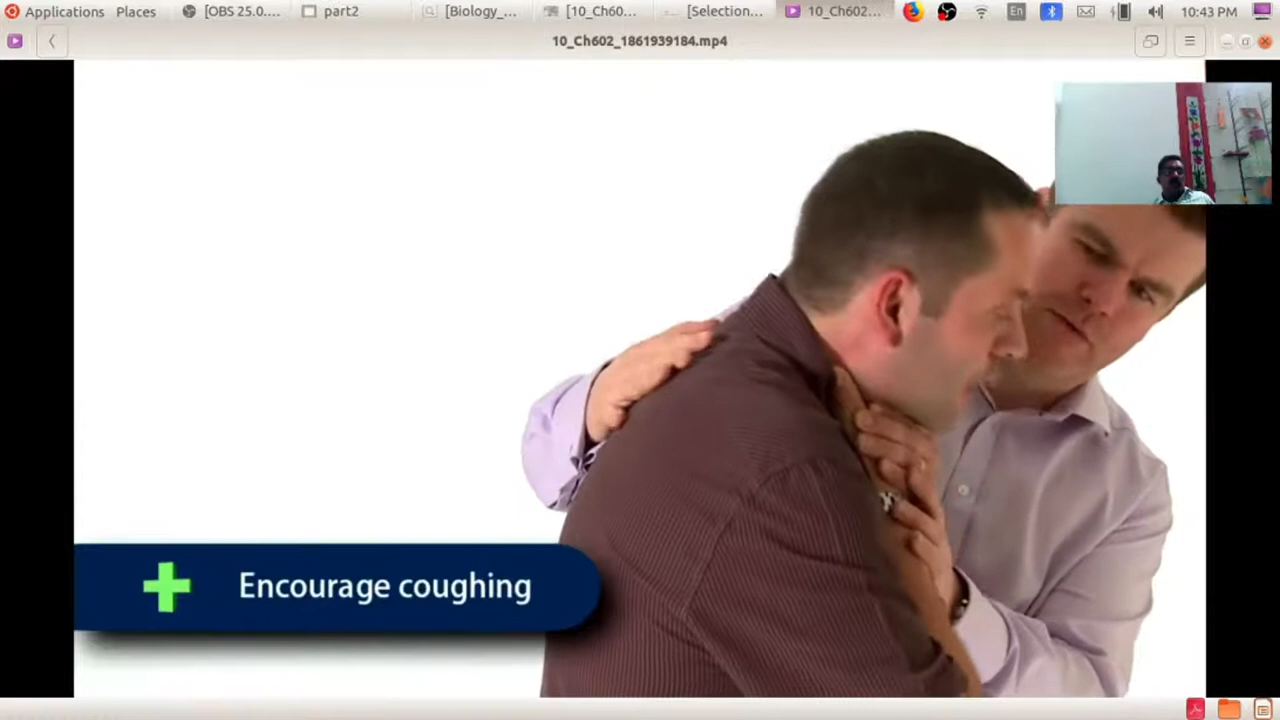 Applications Places [OBS 25.0.... part2 [Biology_... [10_Ch60... [Selection... 10_Ch602... En 10:43 PM
10_Ch602_1861939184.mp4
Encourage coughing